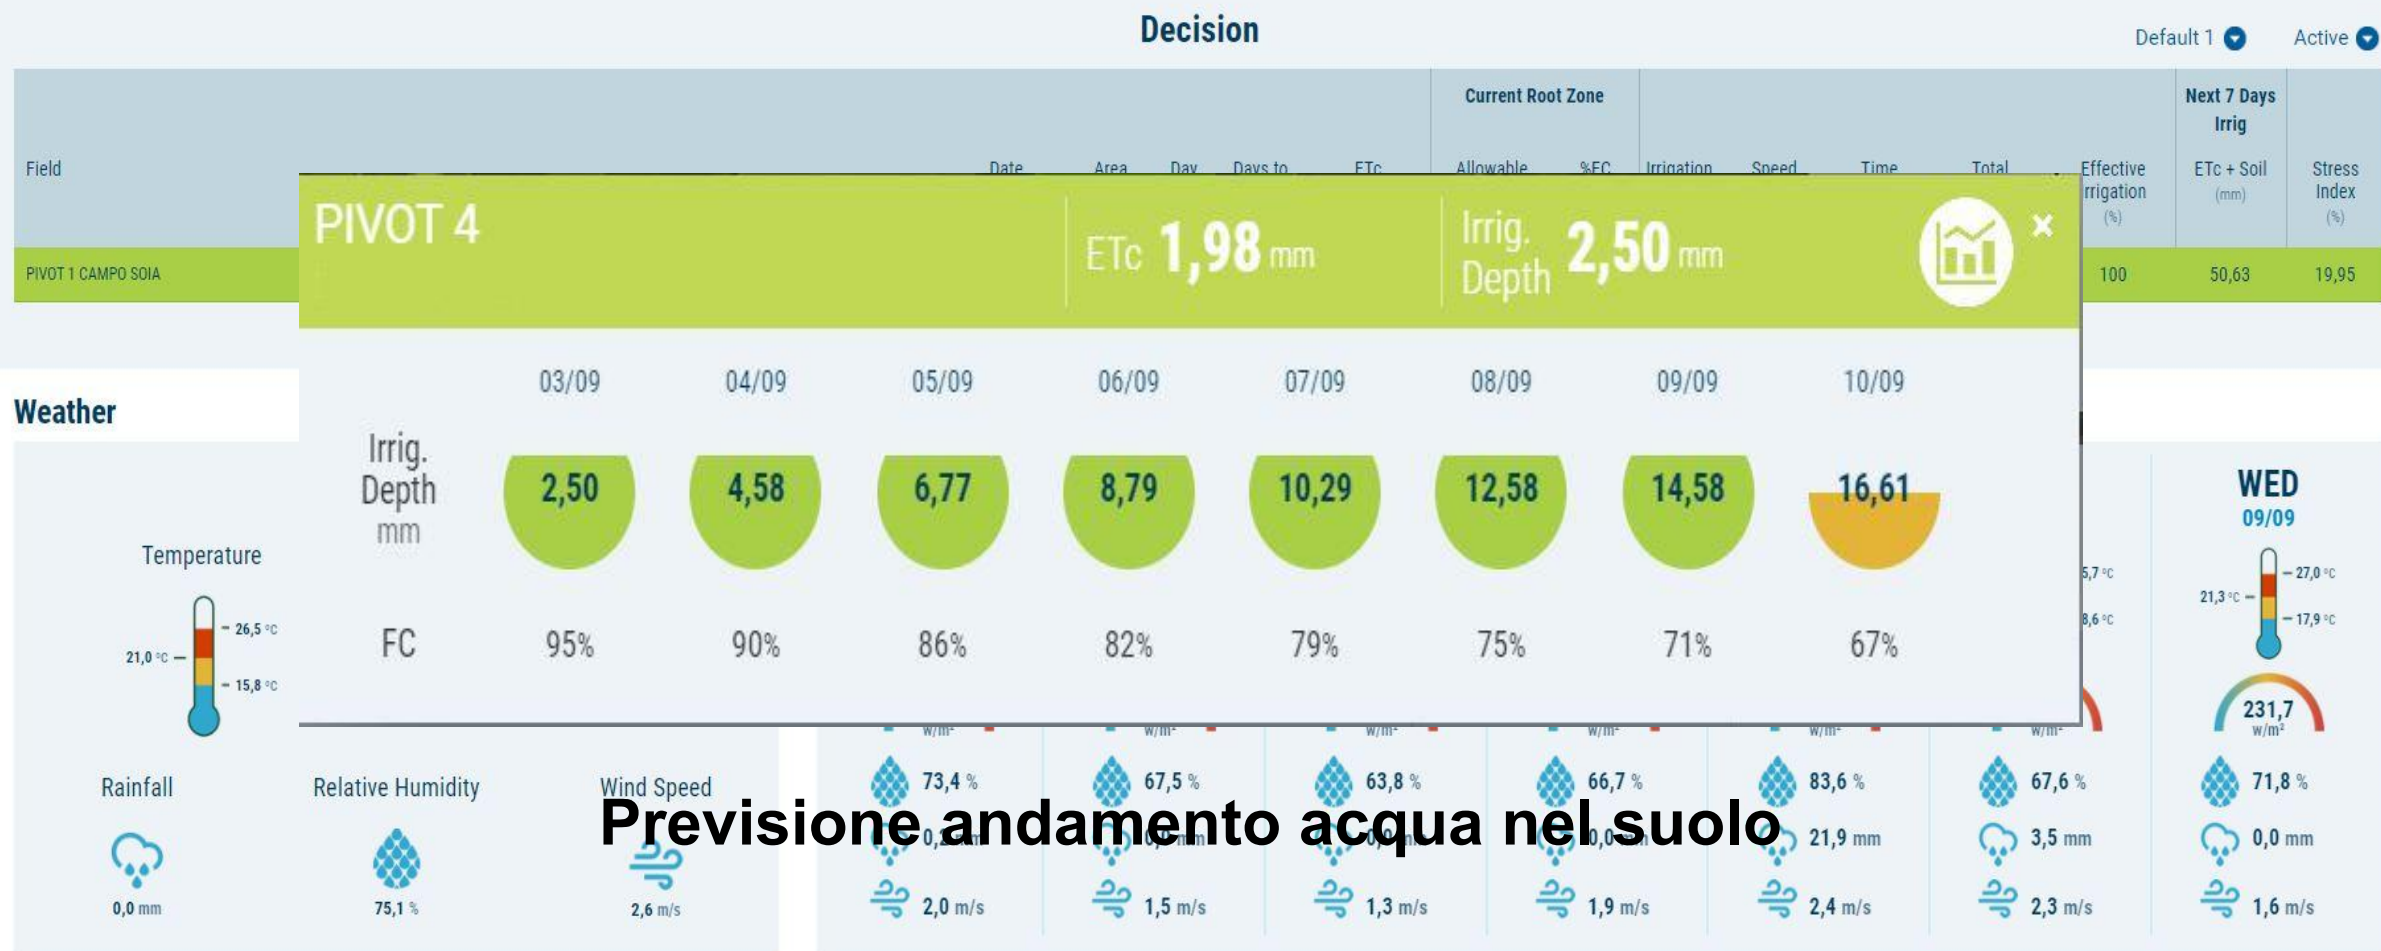 Decision
Default 1 Active
Current Root Zone Next 7 Days
Irrig
Field Date Area Day Days to ETc Allowable %FC Irrigation Speed Time Total Effective ETc + Soil Stress
(mm) Index
(%) (%)
PIVOT 1 CAMPO SOIA 100 50,63 19,95
PIVOT 4
ETc 1,98 mm
Irrig. Depth 2,50 mm
×
03/09 04/09 05/09 06/09 07/09 08/09 09/09 10/09
Irrig.
Depth
mm
2,50 4,58 6,77 8,79 10,29 12,58 14,58 16,61
FC 95% 90% 86% 82% 79% 75% 71% 67%
Weather
Temperature
26,5 °C
21,0 °C
15,8 °C
WED
09/09
27,0 °C
21,3 °C
17,9 °C
231,7
w/m²
w/m² w/m² w/m² w/m² w/m² w/m²
Rainfall Relative Humidity Wind Speed
0,0 mm 75,1 % 2,6 m/s
73,4 % 67,5 % 63,8 % 66,7 % 83,6 % 67,6 % 71,8 %
Previsione andamento acqua nel suolo
21,9 mm 3,5 mm 0,0 mm
2,0 m/s 1,5 m/s 1,3 m/s 1,9 m/s 2,4 m/s 2,3 m/s 1,6 m/s